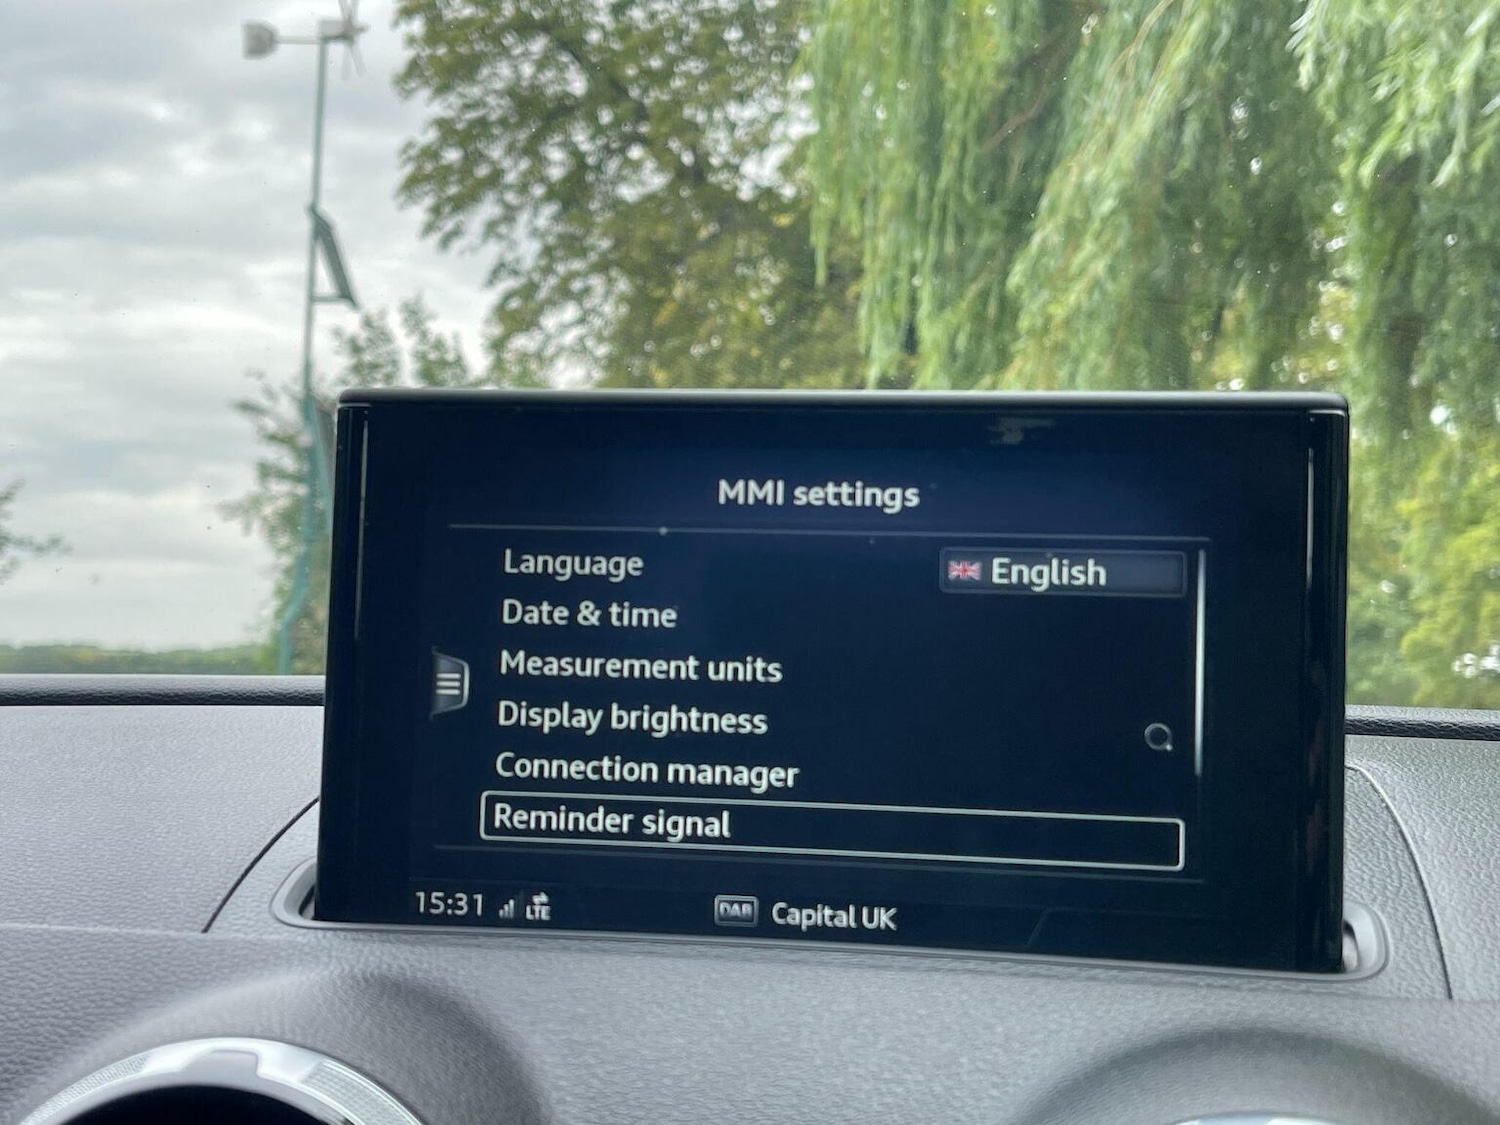 MMI settings
Language English
Date & time
Measurement units
Display brightness
Connection manager
Reminder signal
15:31 LTE DAB Capital UK